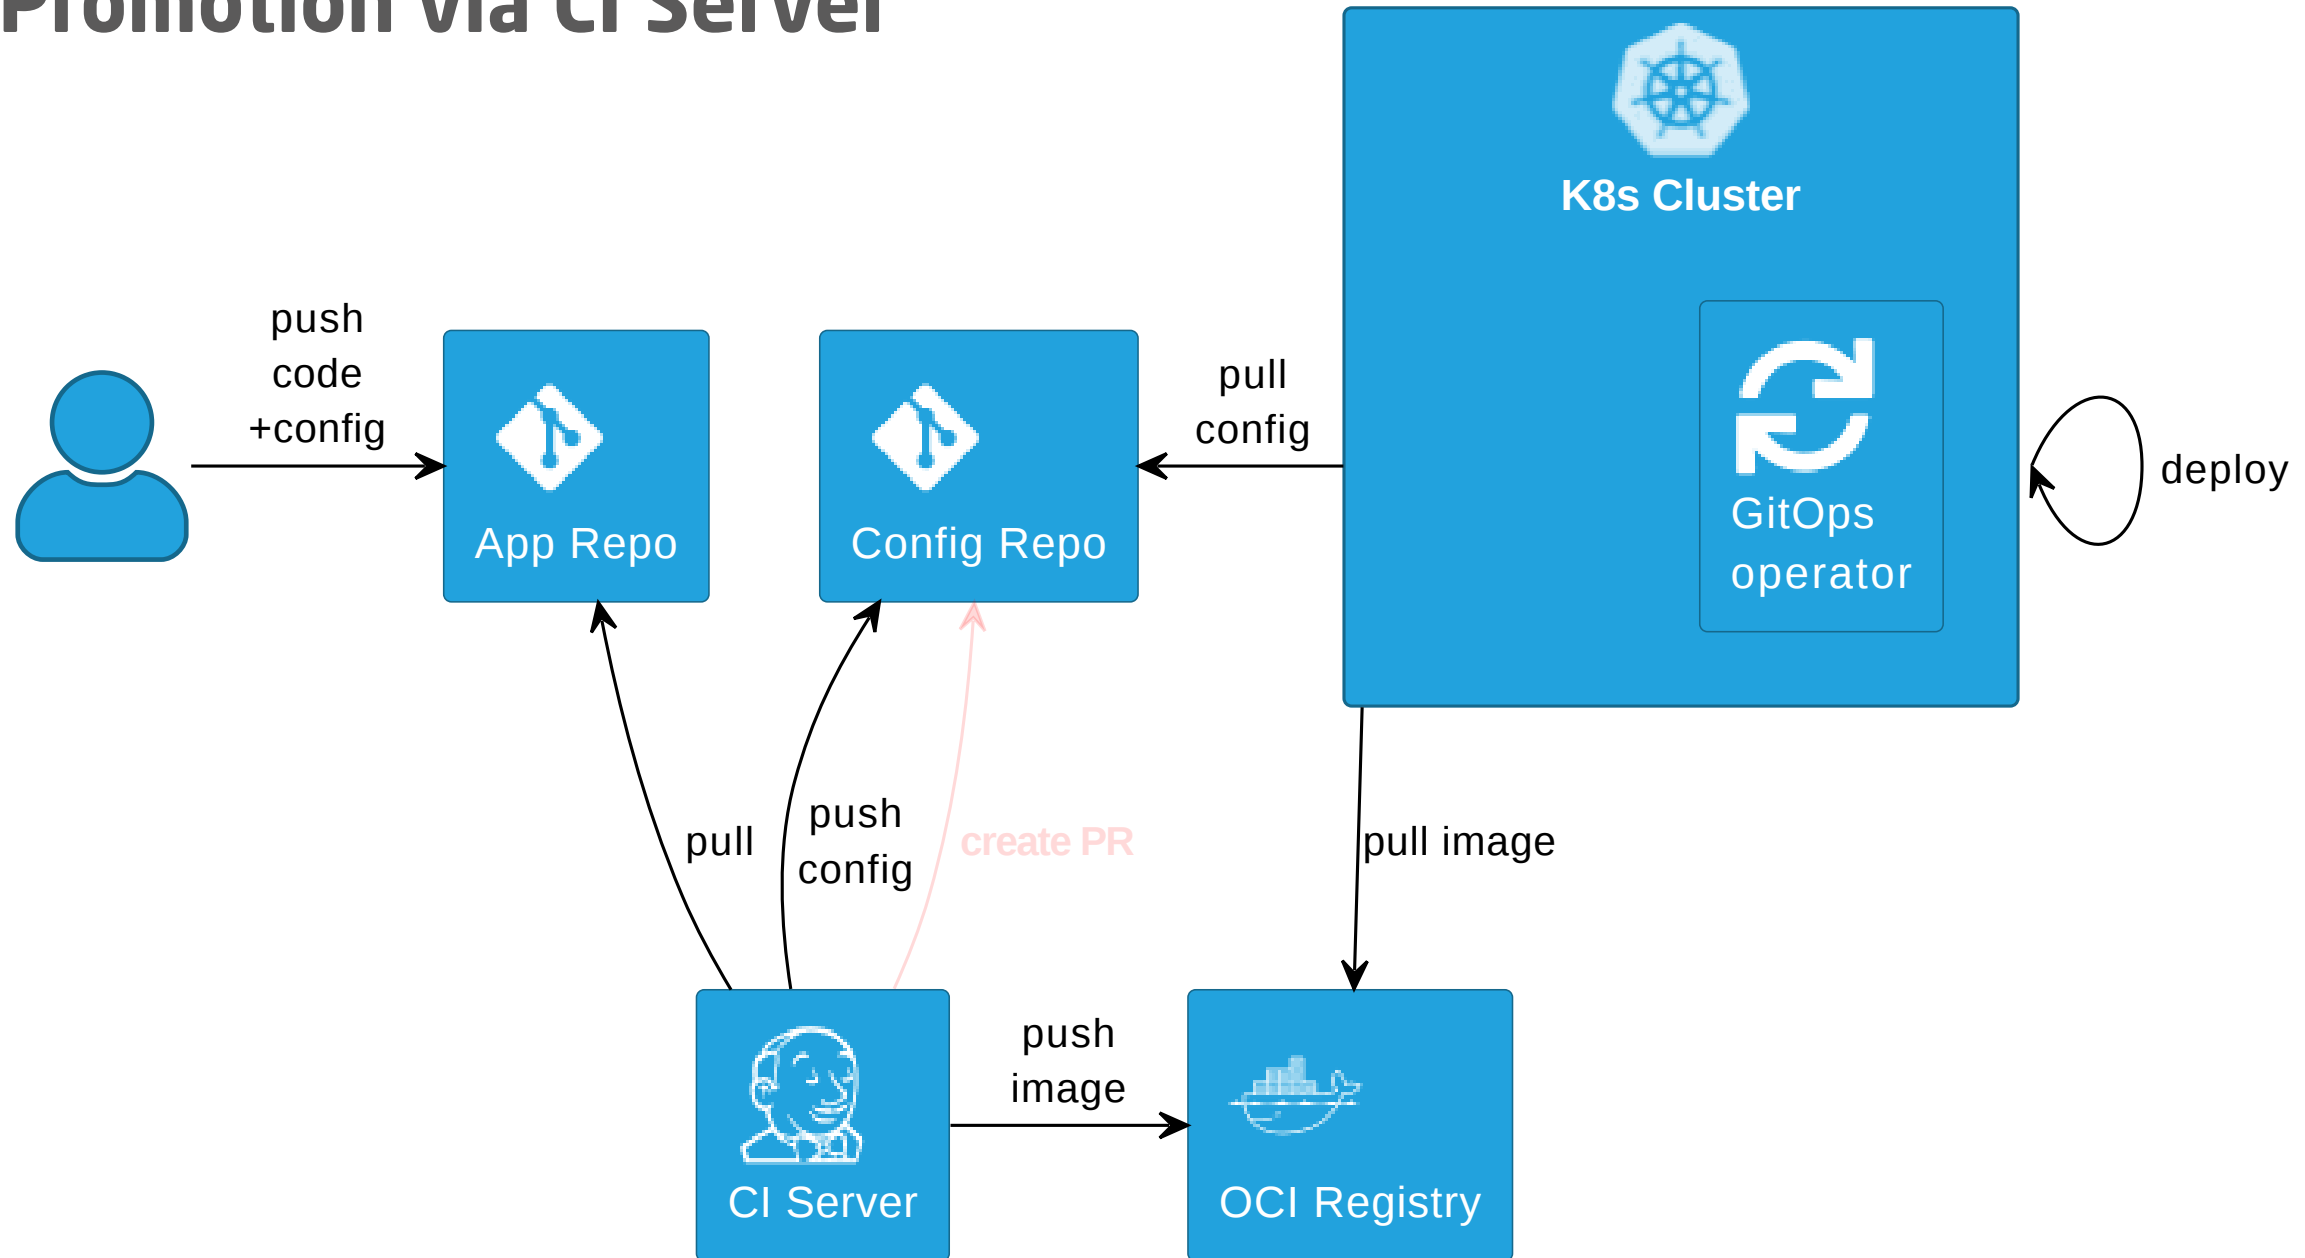 Promotion via CI Server
K8s Cluster
push
code
+config
pull
config
App Repo
Config Repo
GitOps
operator
deploy
pull
push
config
create PR
pull image
push
image
CI Server
OCI Registry